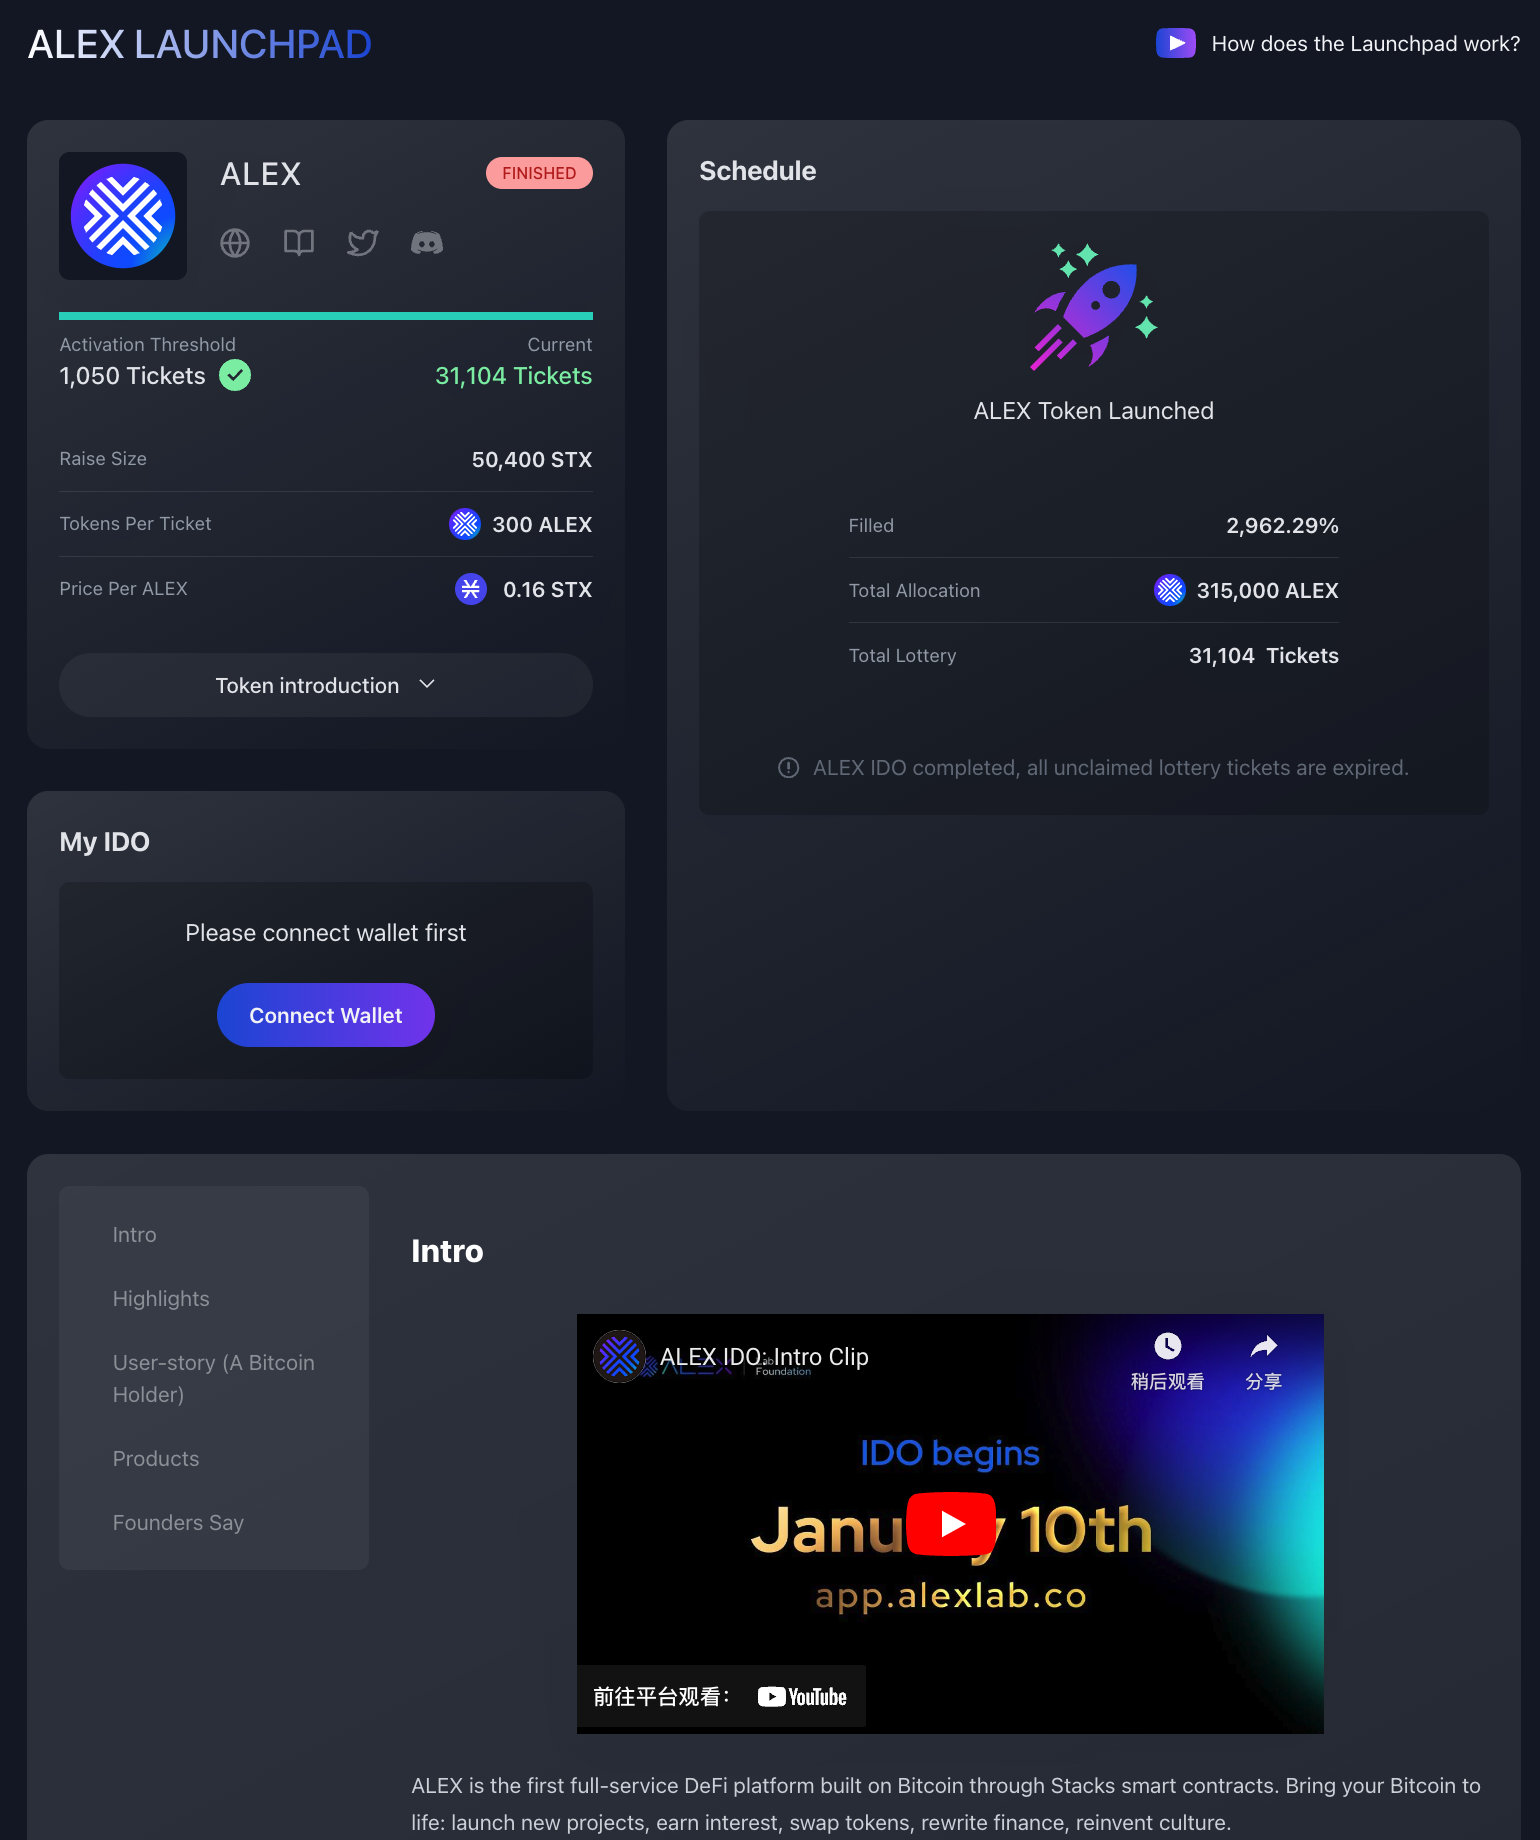 ALEX LAUNCHPAD
How does the Launchpad work?
ALEX
FINISHED
Activation Threshold
Current
1,050 Tickets
31,104 Tickets
Raise Size
50,400 STX
Tokens Per Ticket
300 ALEX
Price Per ALEX
0.16 STX
Token introduction
My IDO
Please connect wallet first
Connect Wallet
Schedule
ALEX Token Launched
Filled
2,962.29%
Total Allocation
315,000 ALEX
Total Lottery
31,104 Tickets
ALEX IDO completed, all unclaimed lottery tickets are expired.
Intro
Highlights
User-story (A Bitcoin
Holder)
Products
Founders Say
Intro
ALEX IDO: Intro Clip
ALEX
Foundation
稍后观看
分享
IDO begins
10th
app.alexlab.co
前往平台观看：
YouTube
ALEX is the first full-service DeFi platform built on Bitcoin through Stacks smart contracts. Bring your Bitcoin to
life: launch new projects, earn interest, swap tokens, rewrite finance, reinvent culture.